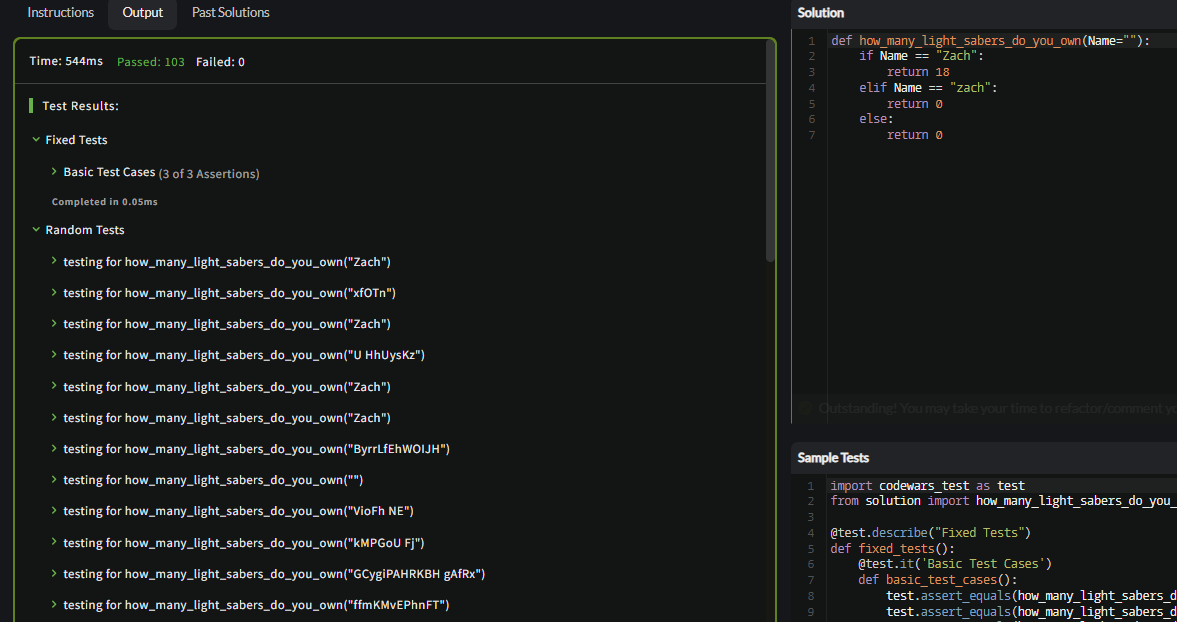 Instructions Output Past Solutions
Time: 544ms Passed: 103 Failed: 0
Test Results:
Fixed Tests
Basic Test Cases (3 of 3 Assertions)
Completed in 0.05ms
Random Tests
testing for how_many_light_sabers_do_you_own("Zach")
testing for how_many_light_sabers_do_you_own("xfOTn")
testing for how_many_light_sabers_do_you_own("Zach")
testing for how_many_light_sabers_do_you_own("U HhUysKz")
testing for how_many_light_sabers_do_you_own("Zach")
testing for how_many_light_sabers_do_you_own("Zach")
testing for how_many_light_sabers_do_you_own("ByrrLfEhWOIJH")
testing for how_many_light_sabers_do_you_own("")
testing for how_many_light_sabers_do_you_own("VioFh NE")
testing for how_many_light_sabers_do_you_own("kMPGoU Fj")
testing for how_many_light_sabers_do_you_own("GCygiPAHRKBH gAfRx")
testing for how_many_light_sabers_do_you_own("ffmKMvEPhnFT")
Solution
1 def how_many_light_sabers_do_you_own(Name=""):
2 if Name == "Zach":
3 return 18
4 elif Name == "zach":
5 return 0
6 else:
7 return 0
Outstanding! You may take your time to refactor/comment yo
Sample Tests
1 import codewars_test as test
2 from solution import how_many_light_sabers_do_you_
3
4 @test.describe("Fixed Tests")
5 def fixed_tests():
6 @test.it('Basic Test Cases')
7 def basic_test_cases():
8 test.assert_equals(how_many_light_sabers_d
9 test.assert_equals(how_many_light_sabers_d